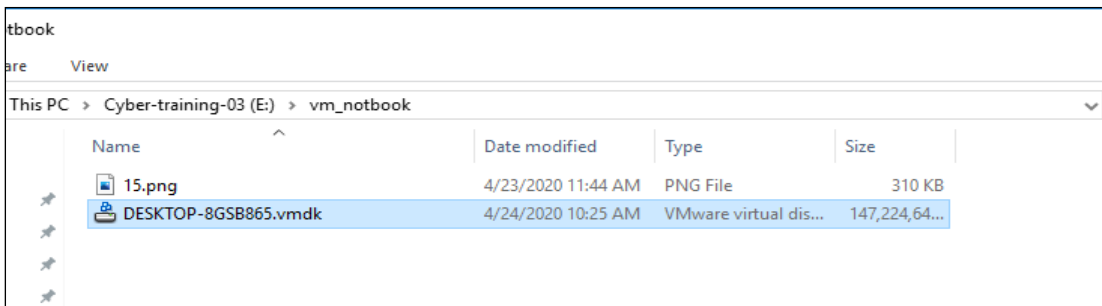 tbook
are View
This PC > Cyber-training-03 (E:) > vm_notbook
Name Date modified Type Size
15.png 4/23/2020 11:44 AM PNG File 310 KB
DESKTOP-8GSB865.vmdk 4/24/2020 10:25 AM VMware virtual dis... 147,224,64...